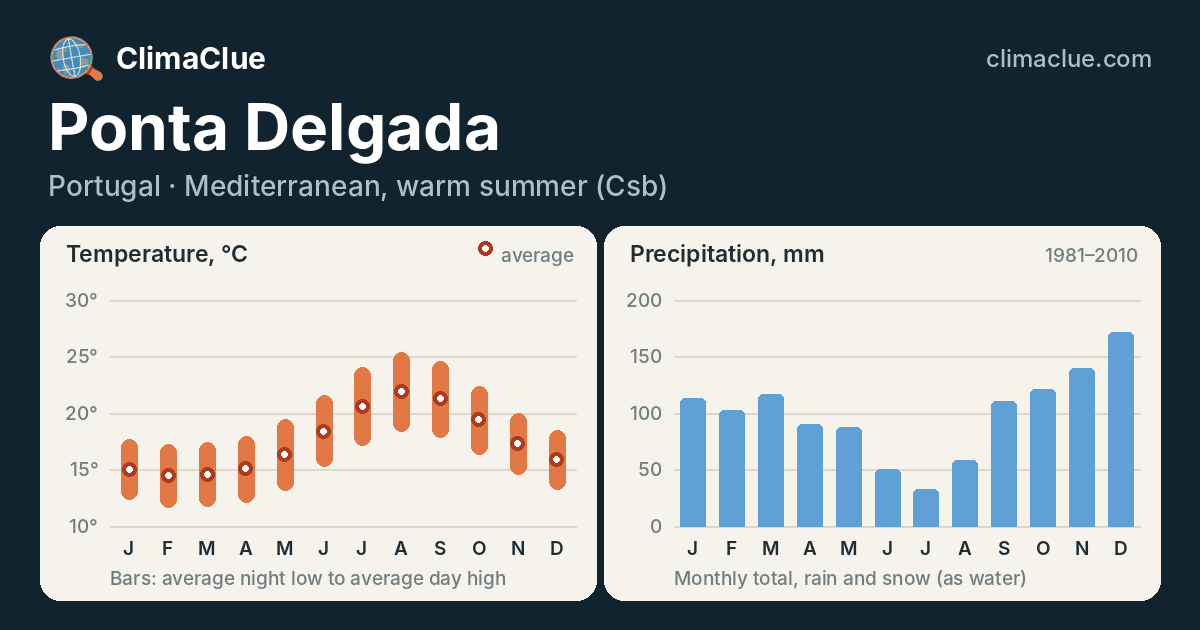 ClimaClue
climaclue.com
Ponta Delgada
Portugal · Mediterranean, warm summer (Csb)
Temperature, °C
average
30°
25°
20°
15°
10°
J F M A M J J A S O N D
Bars: average night low to average day high
Precipitation, mm
1981–2010
200
150
100
50
0
J F M A M J J A S O N D
Monthly total, rain and snow (as water)